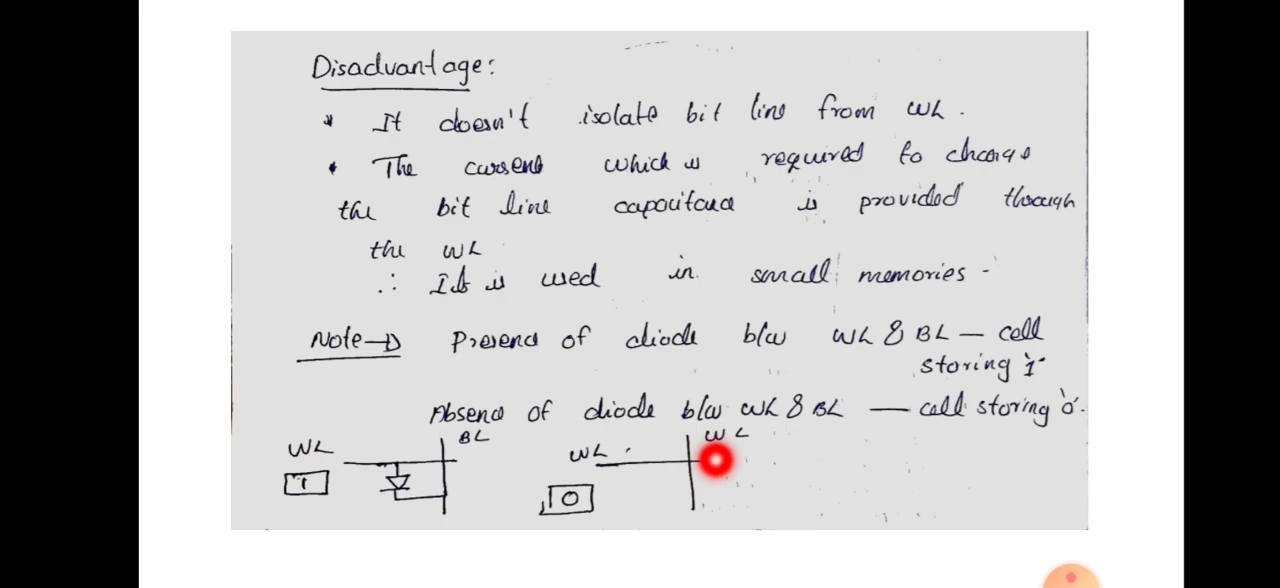 Disadvantage:
* It doesn't isolate bit line from WL.
* The current which is required to charge
the bit line capacitance is provided through
the WL
∴ It is used in small memories -
Note → Presence of diode b/w WL & BL — cell
storing '1'
Absence of diode b/w WL & BL — cell storing '0'.
WL BL WL WL
1 0